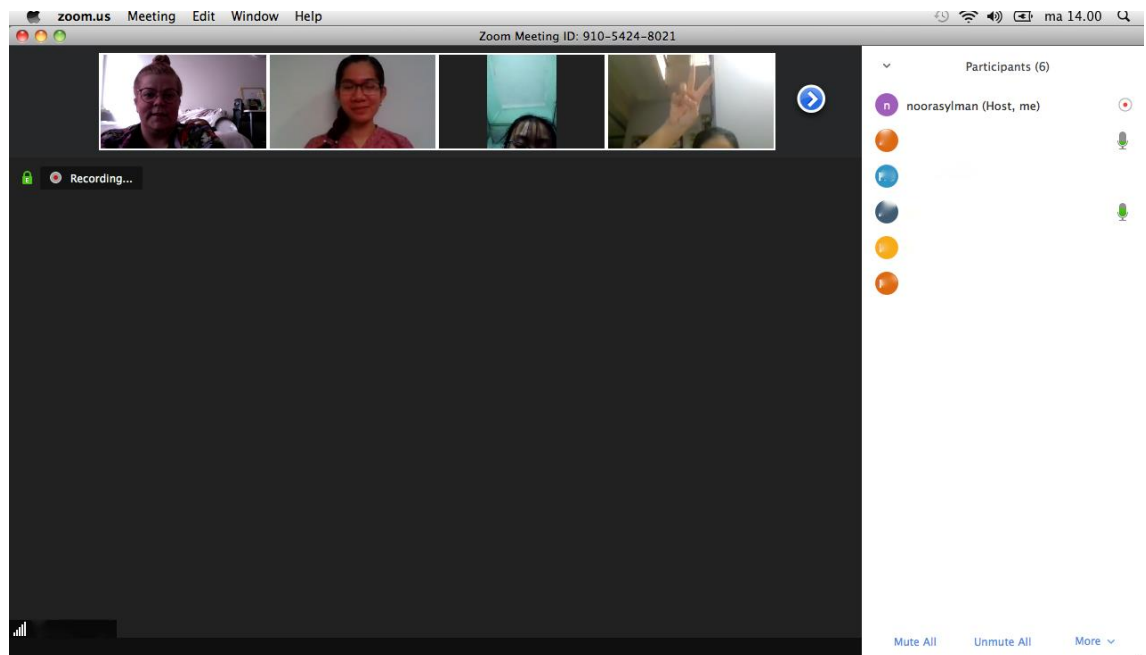 zoom.us Meeting Edit Window Help ma 14.00
Zoom Meeting ID: 910-5424-8021
Participants (6)
n noorasylman (Host, me)
Recording...
Mute All Unmute All More